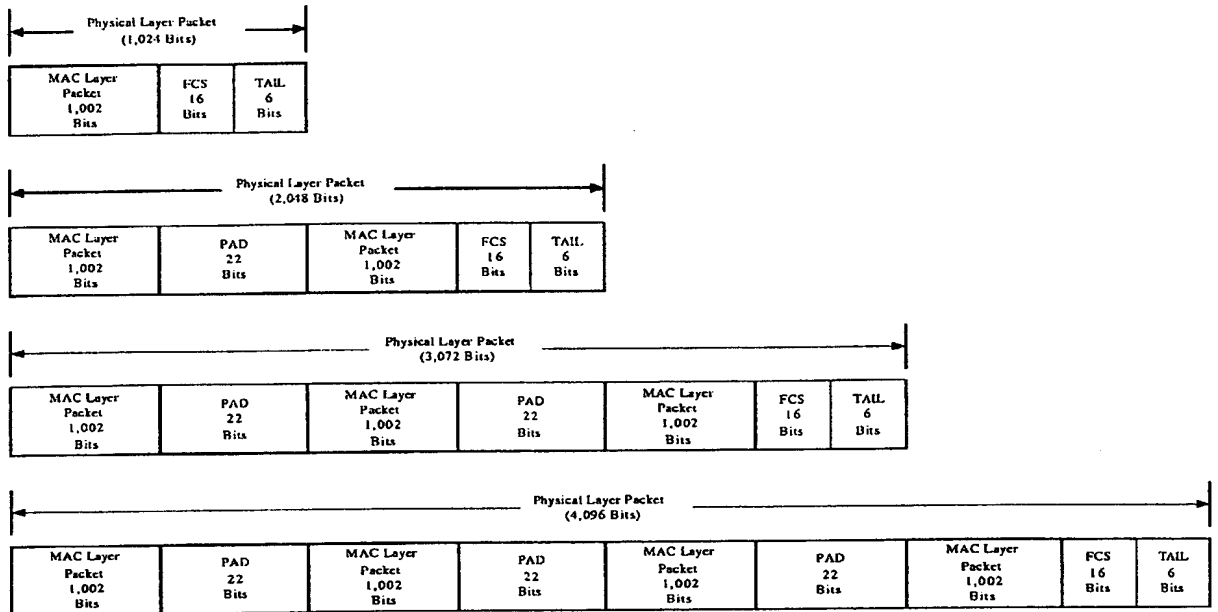 Physical Layer Packet
(1,024 Bits)
MAC Layer
Packet
1,002
Bits
FCS
16
Bits
TAIL
6
Bits
Physical Layer Packet
(2,048 Bits)
MAC Layer
Packet
1,002
Bits
PAD
22
Bits
MAC Layer
Packet
1,002
Bits
FCS
16
Bits
TAIL
6
Bits
Physical Layer Packet
(3,072 Bits)
MAC Layer
Packet
1,002
Bits
PAD
22
Bits
MAC Layer
Packet
1,002
Bits
PAD
22
Bits
MAC Layer
Packet
1,002
Bits
FCS
16
Bits
TAIL
6
Bits
Physical Layer Packet
(4,096 Bits)
MAC Layer
Packet
1,002
Bits
PAD
22
Bits
MAC Layer
Packet
1,002
Bits
PAD
22
Bits
MAC Layer
Packet
1,002
Bits
PAD
22
Bits
MAC Layer
Packet
1,002
Bits
FCS
16
Bits
TAIL
6
Bits